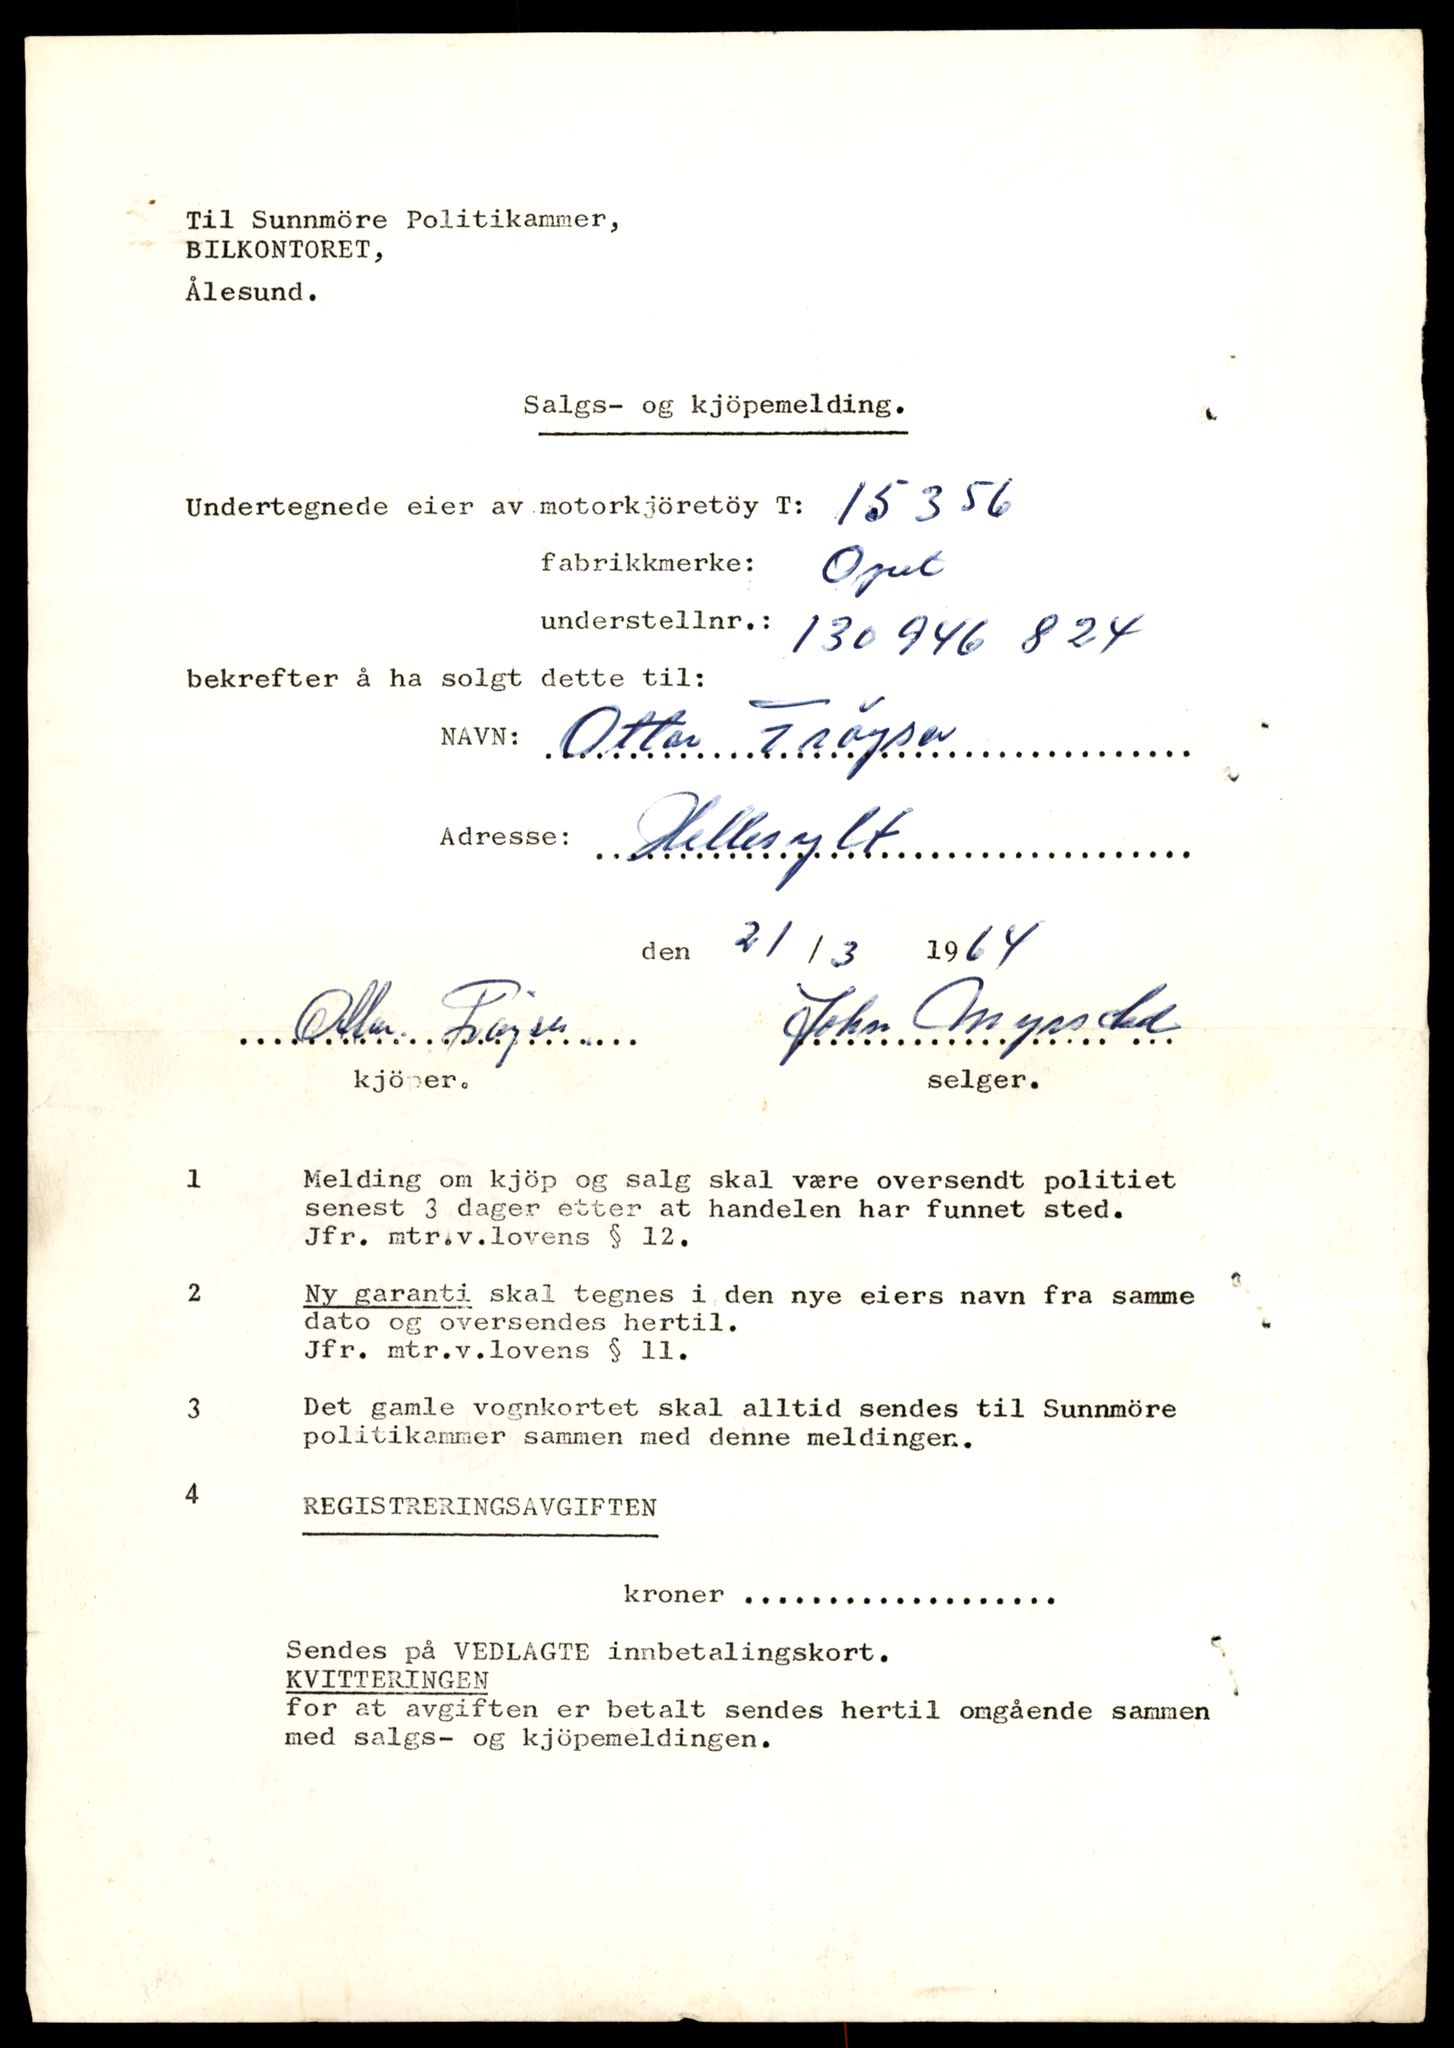 Til Sunnmöre Politikammer,
BILKONTORET,
Ålesund.
Salgs- og kjöpemelding.
Undertegnede eier av motorkjöretöy T: 15356
fabrikkmerke: Opel
understellnr.: 130 946 824
bekrefter å ha solgt dette til:
NAVN: Ottar Fröysa
Adresse: Hellesylt
den 21/3 1964
Ottar Fröysa John Myrstad
kjöper. selger.
1 Melding om kjöp og salg skal være oversendt politiet
senest 3 dager etter at handelen har funnet sted.
Jfr. mtr.v.lovens § 12.
2 Ny garanti skal tegnes i den nye eiers navn fra samme
dato og oversendes hertil.
Jfr. mtr.v.lovens § 11.
3 Det gamle vognkortet skal alltid sendes til Sunnmöre
politikammer sammen med denne meldingen.
4 REGISTRERINGSAVGIFTEN
kroner ...................
Sendes på VEDLAGTE innbetalingskort.
KVITTERINGEN
for at avgiften er betalt sendes hertil omgående sammen
med salgs- og kjöpemeldingen.